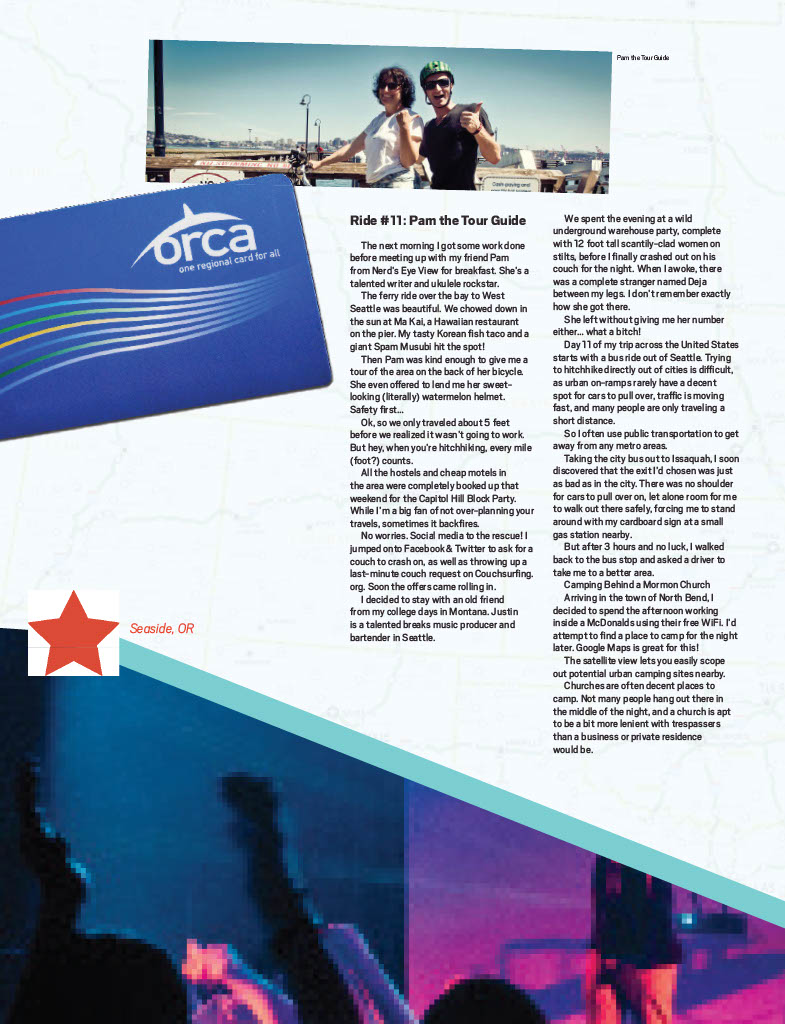 Pam the Tour Guide
orca
one regional card for all
Ride #11: Pam the Tour Guide
The next morning I got some work done
before meeting up with my friend Pam
from Nerd's Eye View for breakfast. She's a
talented writer and ukulele rockstar.
The ferry ride over the bay to West
Seattle was beautiful. We chowed down in
the sun at Ma Kai, a Hawaiian restaurant
on the pier. My tasty Korean fish taco and a
giant Spam Musubi hit the spot!
Then Pam was kind enough to give me a
tour of the area on the back of her bicycle.
She even offered to lend me her sweet-
looking (literally) watermelon helmet.
Safety first...
Ok, so we only traveled about 5 feet
before we realized it wasn't going to work.
But hey, when you're hitchhiking, every mile
(foot?) counts.
All the hostels and cheap motels in
the area were completely booked up that
weekend for the Capitol Hill Block Party.
While I'm a big fan of not over-planning your
travels, sometimes it backfires.
No worries. Social media to the rescue! I
jumped onto Facebook & Twitter to ask for a
couch to crash on, as well as throwing up a
last-minute couch request on Couchsurfing.
org. Soon the offers came rolling in.
I decided to stay with an old friend
from my college days in Montana. Justin
is a talented breaks music producer and
bartender in Seattle.
We spent the evening at a wild
underground warehouse party, complete
with 12 foot tall scantily-clad women on
stilts, before I finally crashed out on his
couch for the night. When I awoke, there
was a complete stranger named Deja
between my legs. I don't remember exactly
how she got there.
She left without giving me her number
either... what a bitch!
Day 11 of my trip across the United States
starts with a bus ride out of Seattle. Trying
to hitchhike directly out of cities is difficult,
as urban on-ramps rarely have a decent
spot for cars to pull over, traffic is moving
fast, and many people are only traveling a
short distance.
So I often use public transportation to get
away from any metro areas.
Taking the city bus out to Issaquah, I soon
discovered that the exit I'd chosen was just
as bad as in the city. There was no shoulder
for cars to pull over on, let alone room for me
to walk out there safely, forcing me to stand
around with my cardboard sign at a small
gas station nearby.
But after 3 hours and no luck, I walked
back to the bus stop and asked a driver to
take me to a better area.
Camping Behind a Mormon Church
Arriving in the town of North Bend, I
decided to spend the afternoon working
inside a McDonalds using their free WiFi. I'd
attempt to find a place to camp for the night
later. Google Maps is great for this!
The satellite view lets you easily scope
out potential urban camping sites nearby.
Churches are often decent places to
camp. Not many people hang out there in
the middle of the night, and a church is apt
to be a bit more lenient with trespassers
than a business or private residence
would be.
Seaside, OR